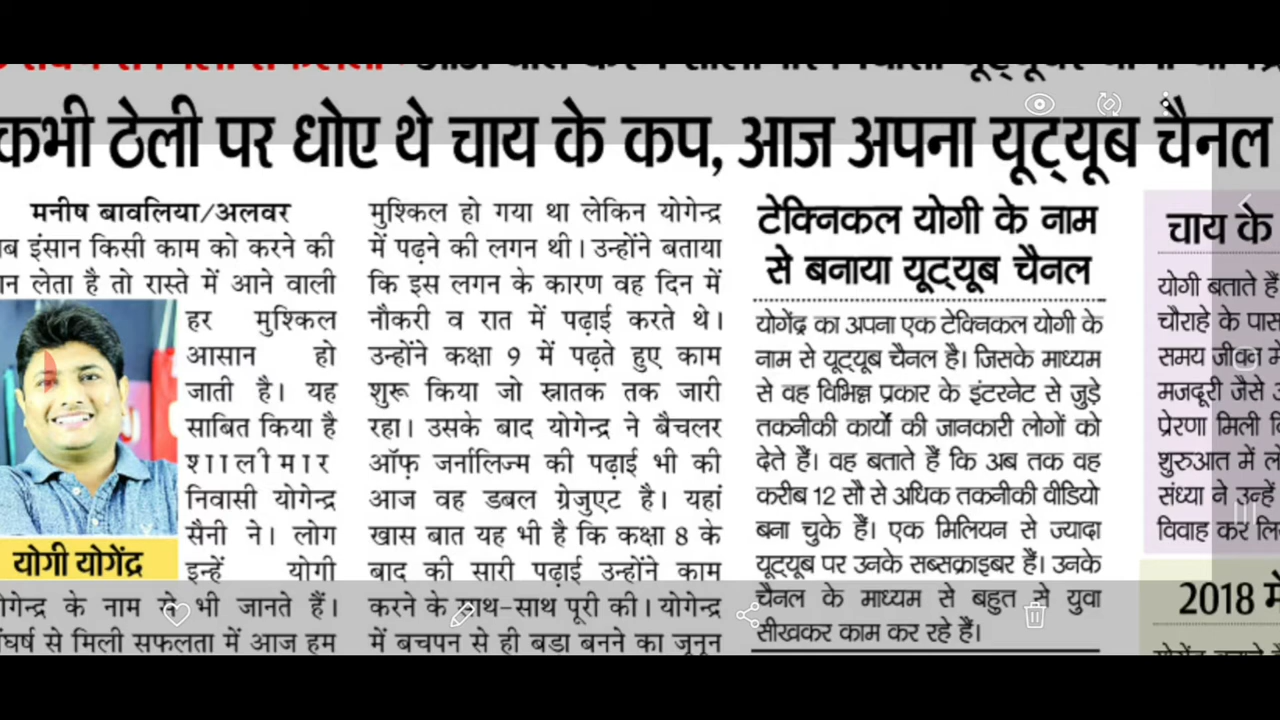 कभी ठेली पर धोए थे चाय के कप, आज अपना यूट्यूब चैनल
मनीष बावलिया/अलवर
इंसान किसी काम को करने की
लेता है तो रास्ते में आने वाली
हर मुश्किल
आसान हो
जाती है। यह
साबित किया है
शालीमार
निवासी योगेन्द्र
सैनी ने। लोग
इन्हें योगी
के नाम से भी जानते हैं।
से मिली सफलता में आज हम
योगी योगेंद्र
मुश्किल हो गया था लेकिन योगेन्द्र
में पढ़ने की लगन थी। उन्होंने बताया
कि इस लगन के कारण वह दिन में
नौकरी व रात में पढ़ाई करते थे।
उन्होंने कक्षा 9 में पढ़ते हुए काम
शुरू किया जो स्नातक तक जारी
रहा। उसके बाद योगेन्द्र ने बैचलर
ऑफ़ जर्नालिज्म की पढ़ाई भी की
आज वह डबल ग्रेजुएट है। यहां
खास बात यह भी है कि कक्षा 8 के
बाद की सारी पढ़ाई उन्होंने काम
करने के साथ-साथ पूरी की। योगेन्द्र
में बचपन से ही बडा बनने का जूनून
टेक्निकल योगी के नाम
से बनाया यूट्यूब चैनल
योगेंद्र का अपना एक टेक्निकल योगी के
नाम से यूट्यूब चैनल है। जिसके माध्यम
से वह विभिन्न प्रकार के इंटरनेट से जुड़े
तकनीकी कार्यों की जानकारी लोगों को
देते हैं। वह बताते हैं कि अब तक वह
करीब 12 सौ से अधिक तकनीकी वीडियो
बना चुके हैं। एक मिलियन से ज्यादा
यूट्यूब पर उनके सब्सक्राइबर हैं। उनके
चैनल के माध्यम से बहुत से युवा
सीखकर काम कर रहे हैं।
चाय के
योगी बताते हैं
चौराहे के पास
समय जीवन में
मजदूरी जैसे
प्रेरणा मिली
शुरुआत में
संध्या ने उन्हें
विवाह कर
2018 में